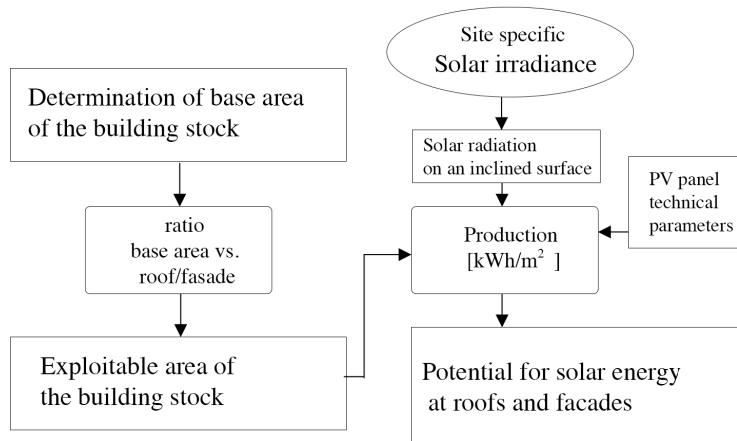 Site specific
Solar irradiance
Determination of base area
of the building stock
Solar radiation
on an inclined surface
PV panel
technical
parameters
ratio
base area vs.
roof/fasade
Production
[kWh/m² ]
Exploitable area of
the building stock
Potential for solar energy
at roofs and facades